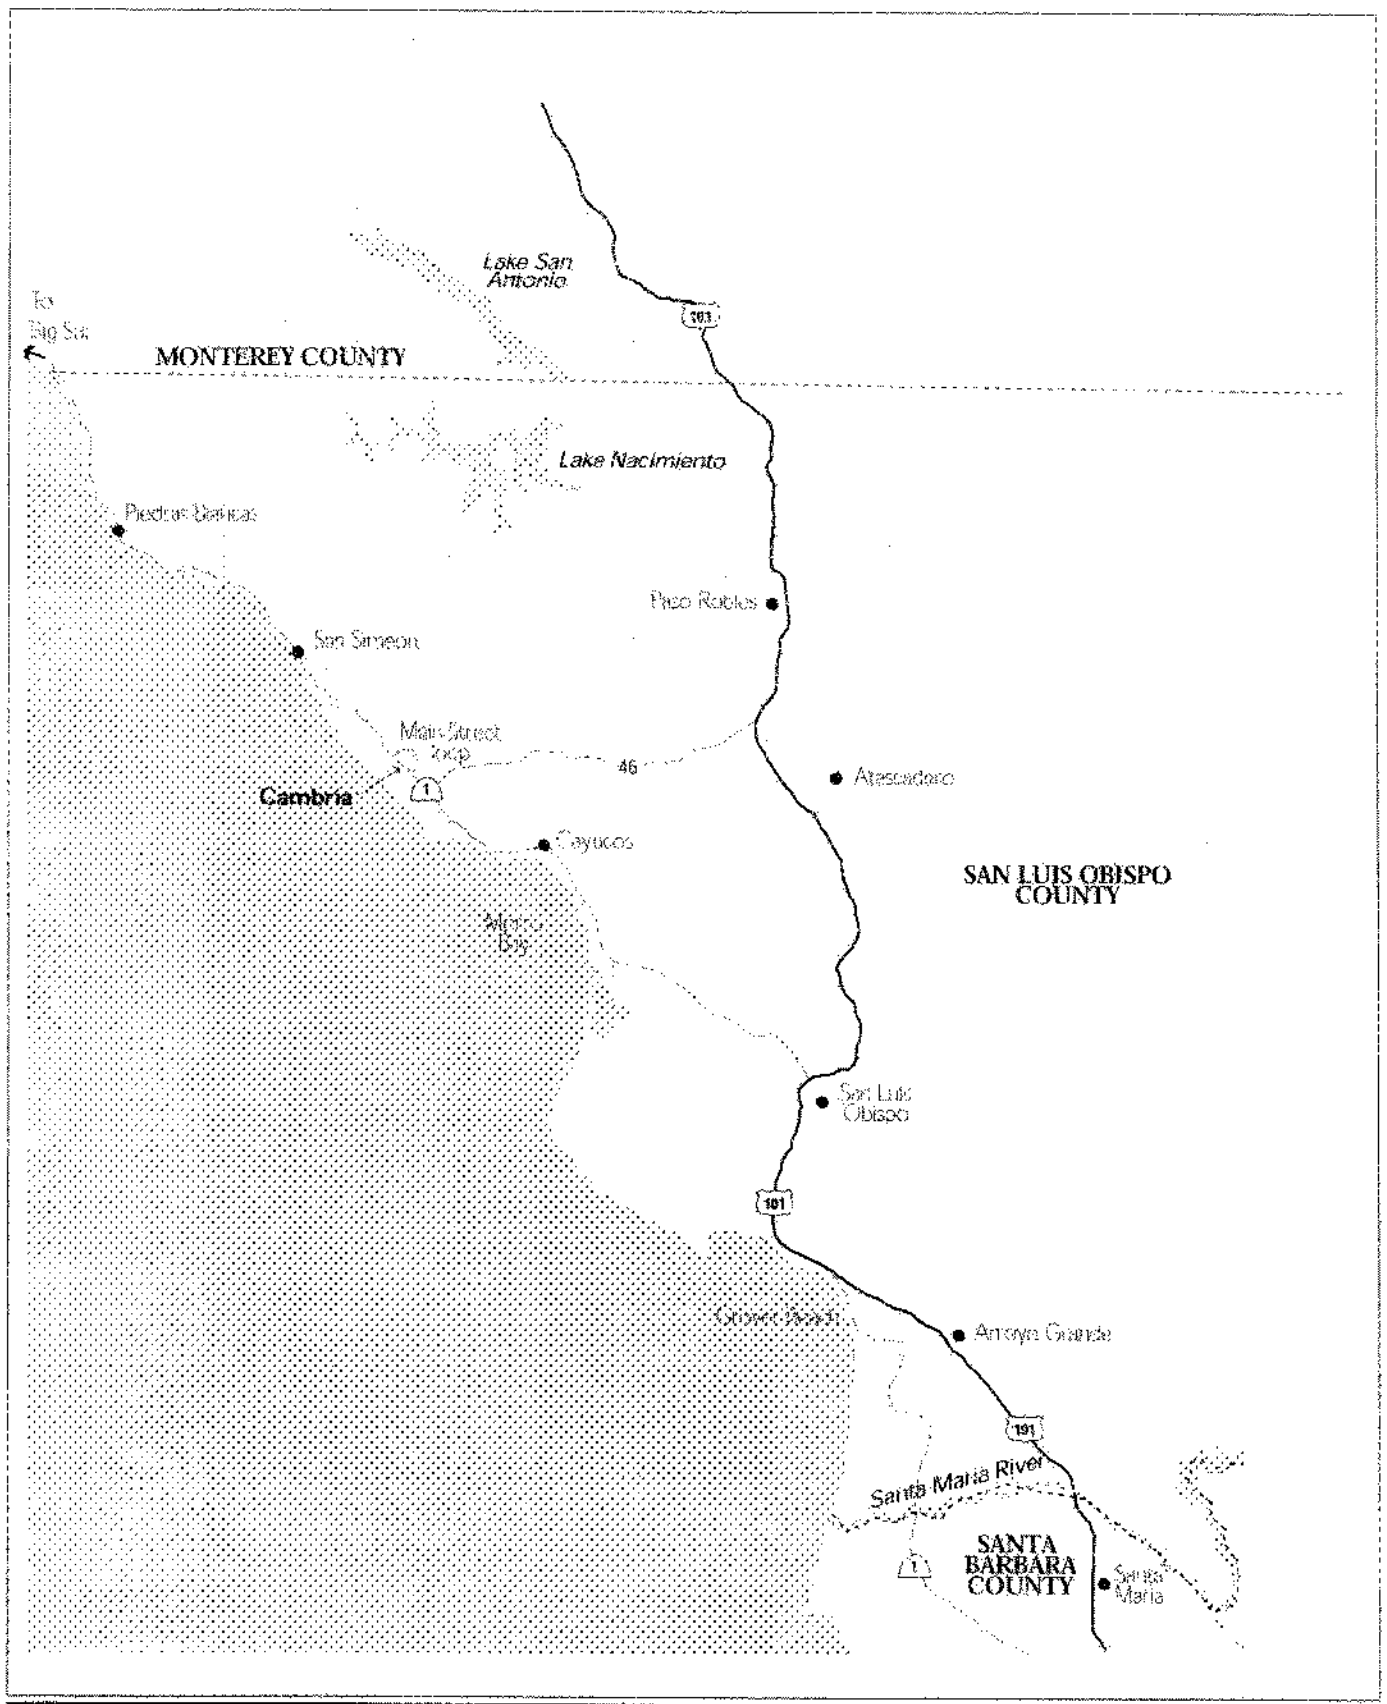 Lake San
Antonio
To
Big Sur
101
MONTEREY COUNTY
Lake Nacimiento
Piedras Blancas
Paso Robles
San Simeon
Main Street
loop
46
Atascadero
1
Cambria
Cayucos
SAN LUIS OBISPO
COUNTY
Morro
Bay
San Luis
Obispo
101
Grover Beach
Arroyo Grande
101
Santa Maria River
SANTA
BARBARA
COUNTY
1
Santa
Maria